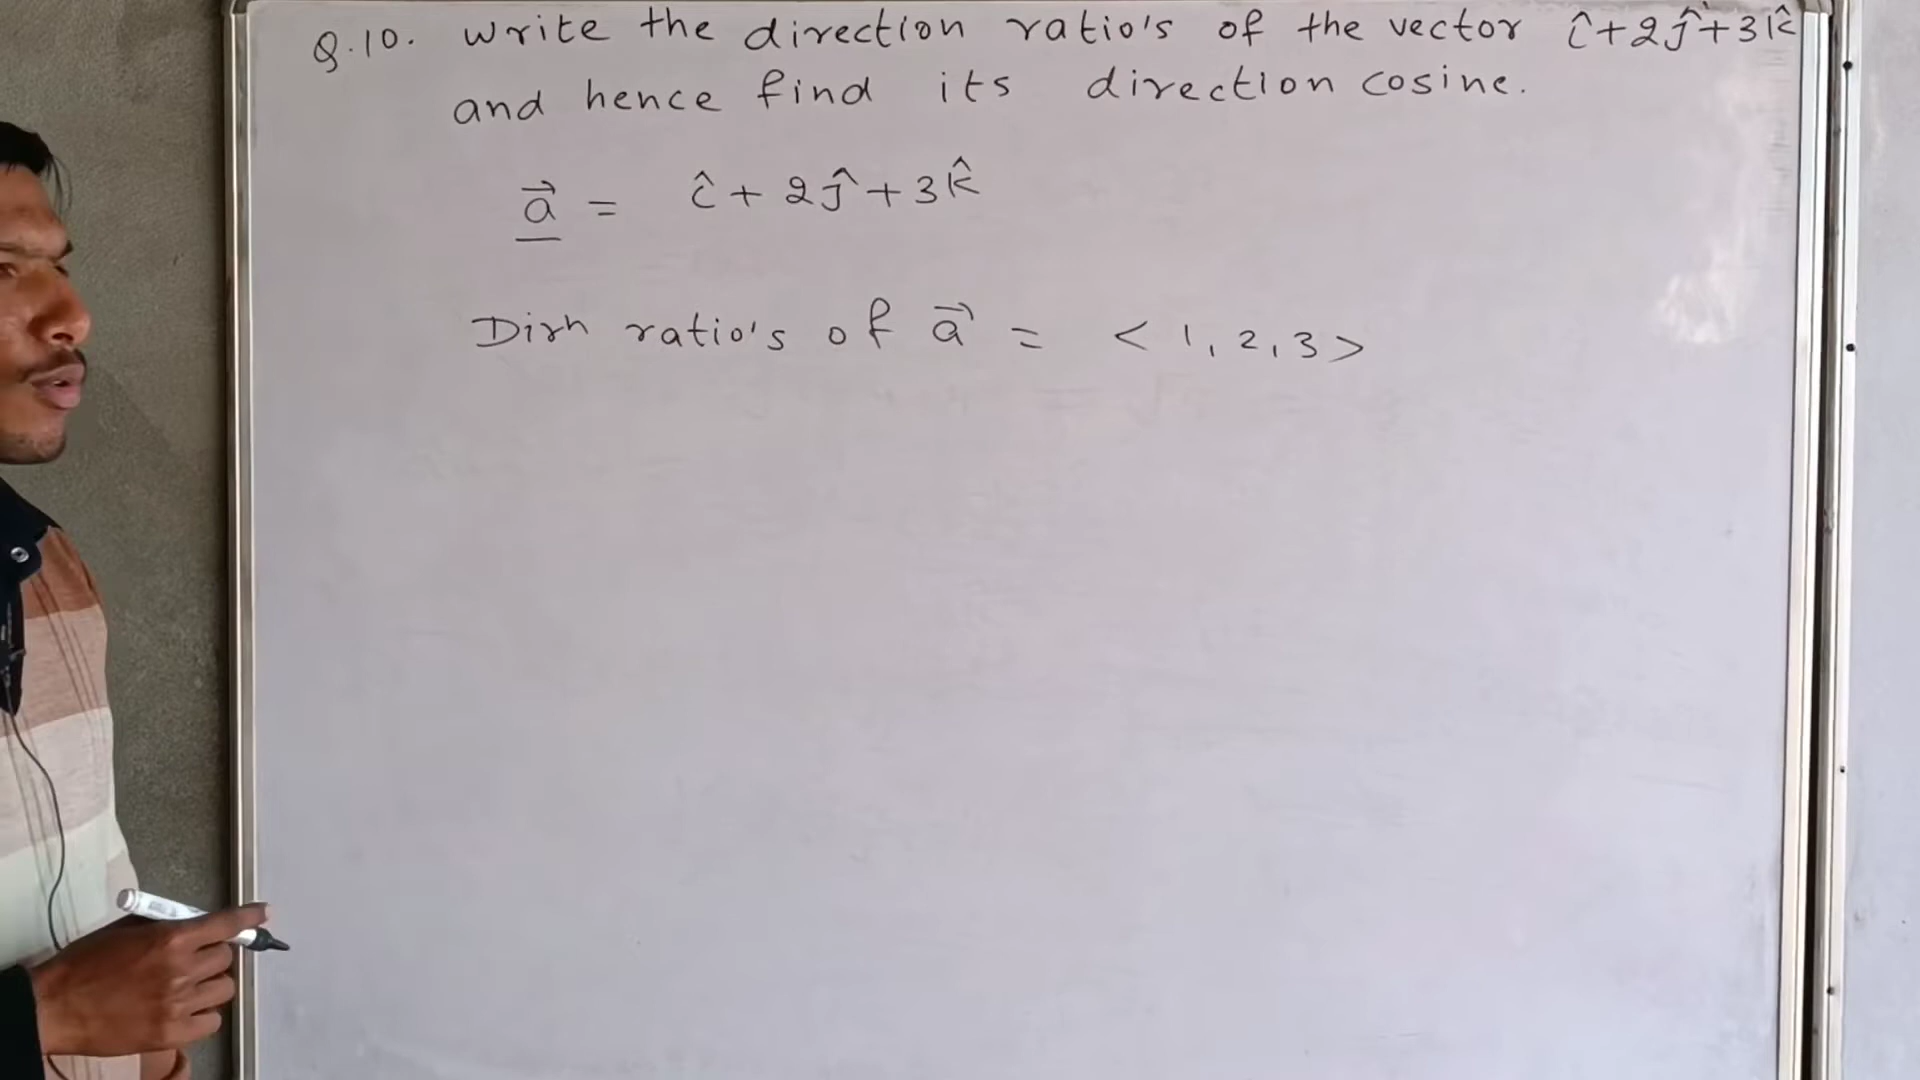 Q.10. Write the direction ratio's of the vector î+2ĵ+3k̂
and hence find its direction cosine.
a⃗ = î+2ĵ+3k̂
Dirn ratio's of a⃗ = <1,2,3>